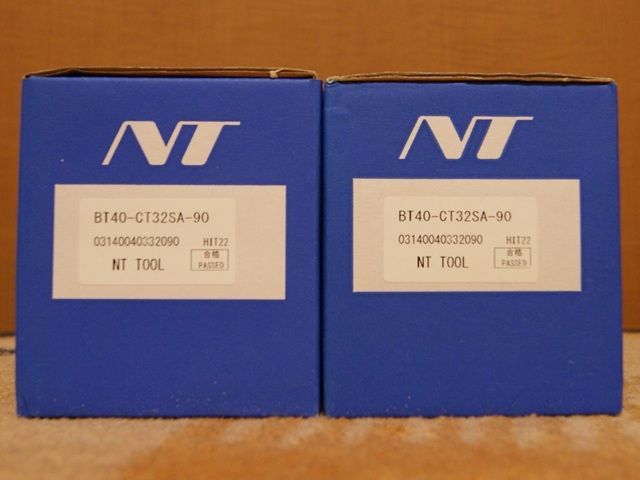 NT
BT40-CT32SA-90
03140040332090 HIT22
合格
NT TOOL PASSED
NT
BT40-CT32SA-90
03140040332090 HIT22
合格
NT TOOL PASSED